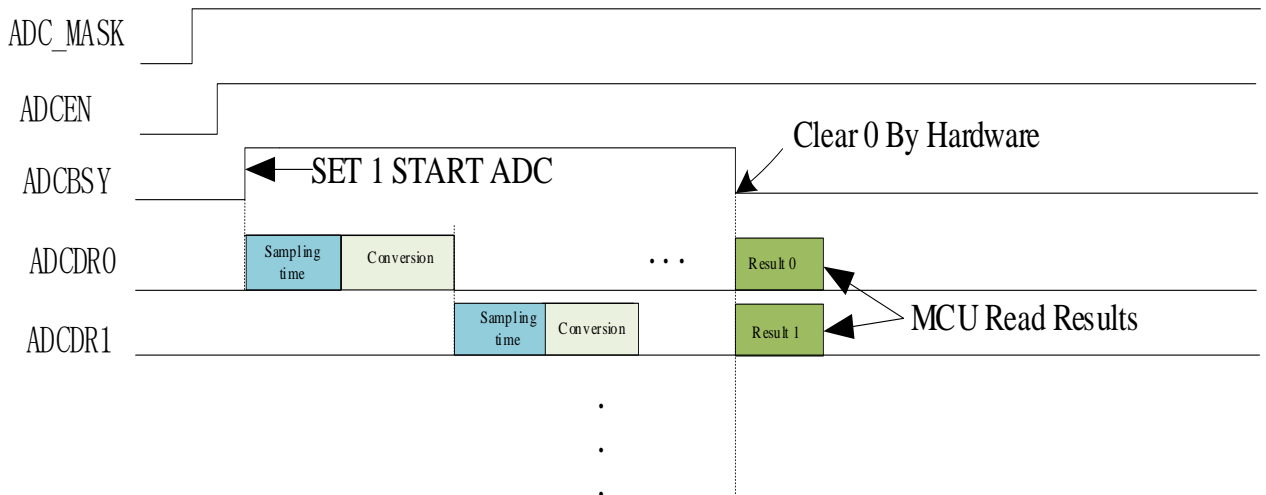 ADC_MASK
ADCEN
Clear 0 By Hardware
ADCBSY
SET 1 START ADC
ADCDR0
Sampling
time
Conversion
...
Result 0
MCU Read Results
ADCDR1
Sampling
time
Conversion
Result 1